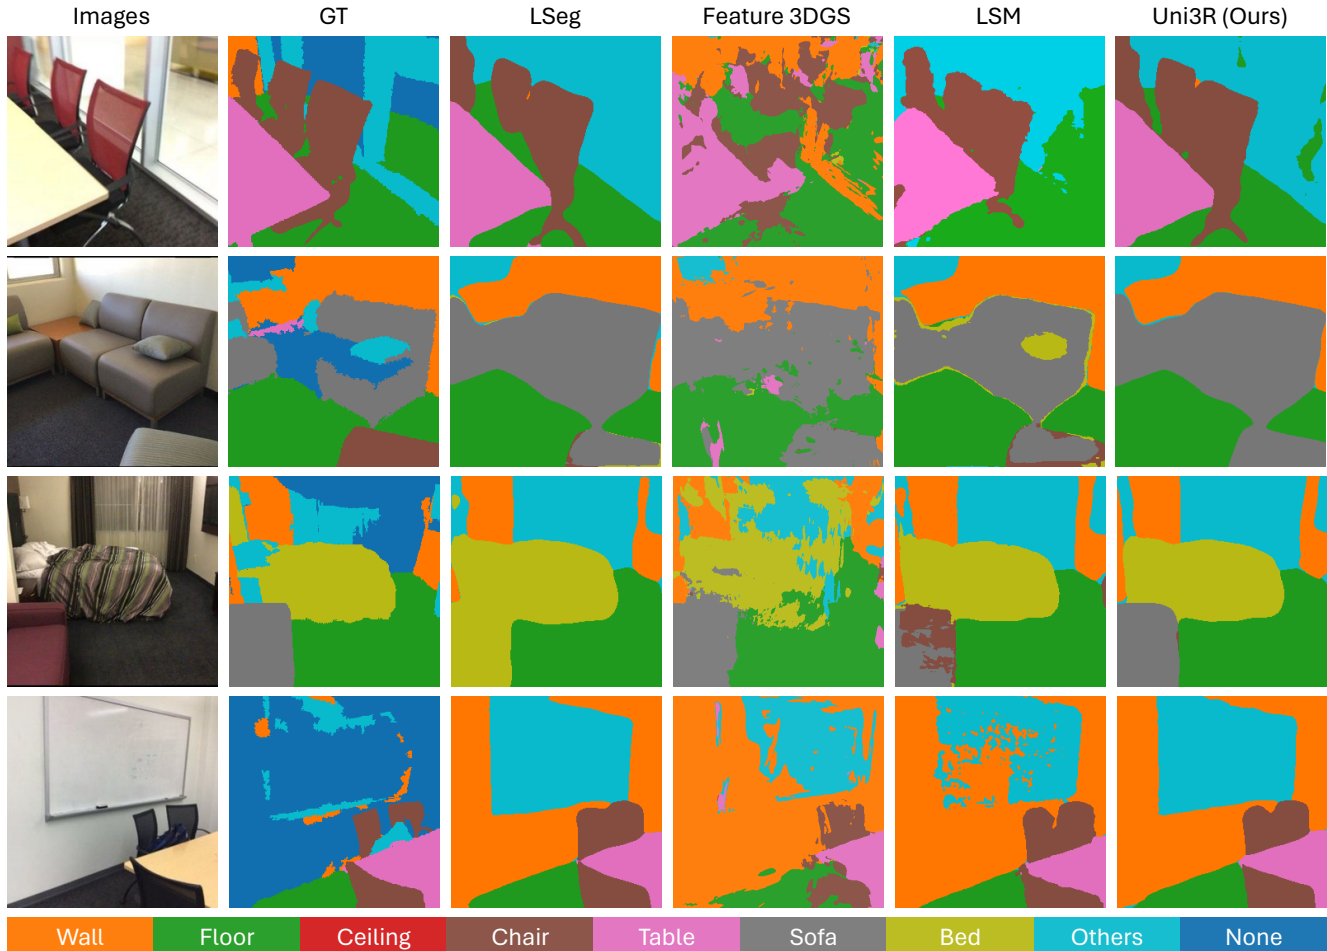 Images GT LSeg Feature 3DGS LSM Uni3R (Ours)
Wall Floor Ceiling Chair Table Sofa Bed Others None